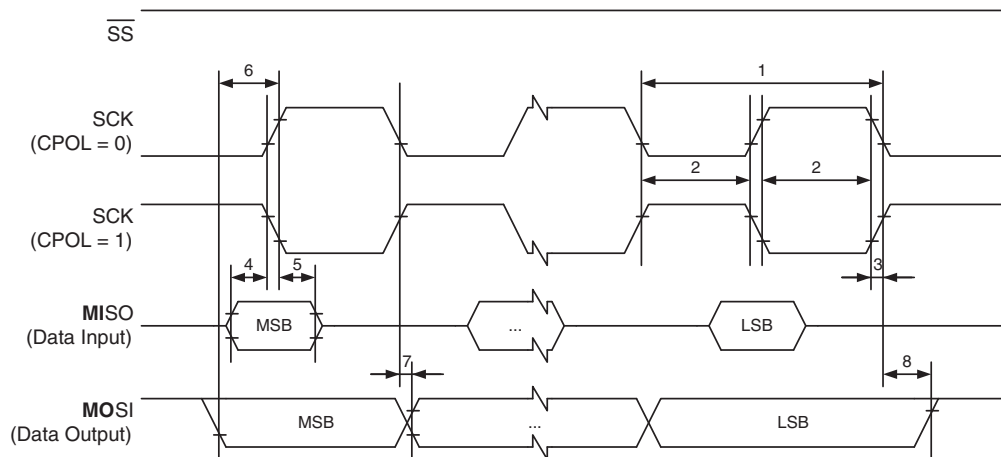 SS
6
1
SCK
(CPOL = 0)
2
2
SCK
(CPOL = 1)
4
5
3
MISO
(Data Input)
MSB
...
LSB
7
8
MOSI
(Data Output)
MSB
...
LSB